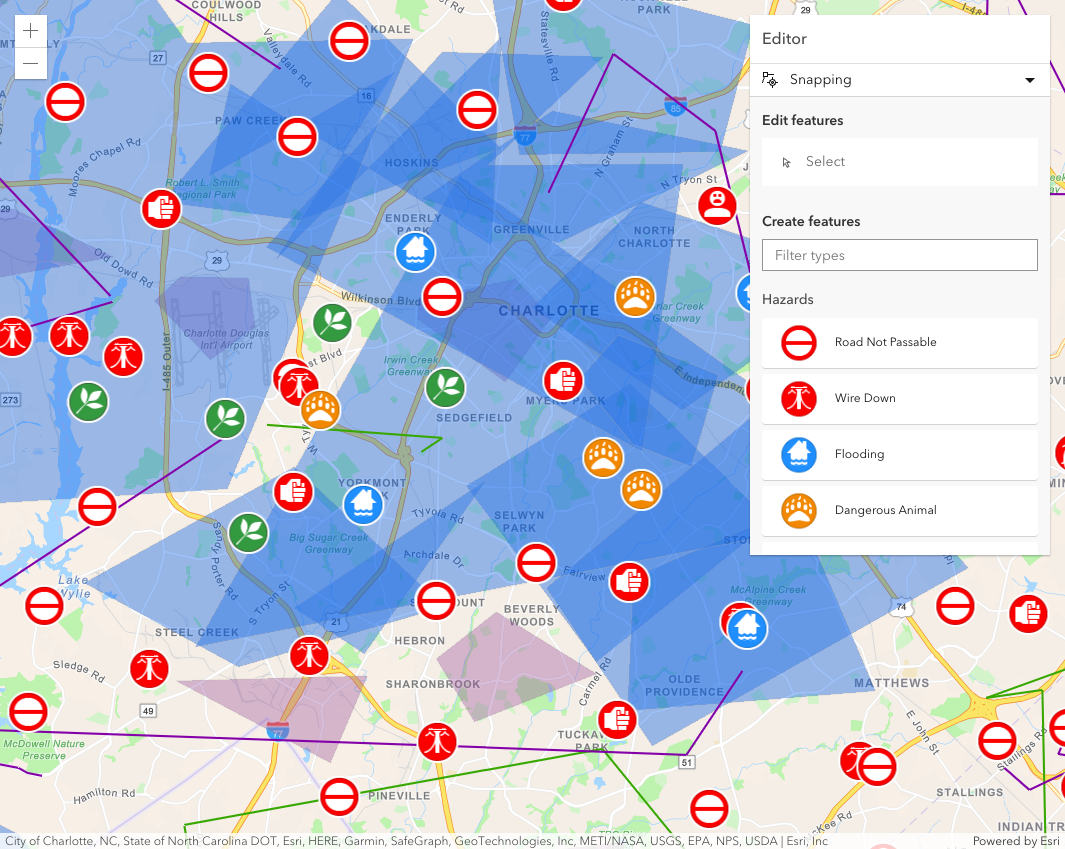 COULWOOD
HILLS
OAKDALE
PARK
29
Valleydale Rd
Statesville Rd
27
16
85
77
PAW CREEK
Moores Chapel Rd
HOSKINS
N Graham St
Robert L. Smith
Regional Park
N Tryon St
29
ENDERLY
PARK
GREENVILLE
NORTH
CHARLOTTE
Old Dowd Rd
29
Wilkinson Blvd
CHARLOTTE
Briar Creek
Greenway
Charlotte Douglas
Int'l Airport
I-485 Outer
Irwin Creek
Greenway
E Independence
MYERS PARK
273
SEDGEFIELD
YORKMONT
Tyvola Rd
SELWYN
PARK
Big Sugar Creek
Greenway
Sandy Porter Rd
Archdale Dr
Fairview
Lake
Wylie
S Tryon St
McAlpine Creek
Greenway
74
BEVERLY
WOODS
21
STEEL CREEK
HEBRON
Sledge Rd
SHARONBROOK
Carmel Rd
OLDE
PROVIDENCE
MATTHEWS
49
77
E John St
McDowell Nature
Preserve
TUCKAWAY
PARK
51
Stallings Rd
Hamilton Rd
PINEVILLE
STALLINGS
INDIAN TR
Editor
Snapping
Edit features
Select
Create features
Filter types
Hazards
Road Not Passable
Wire Down
Flooding
Dangerous Animal
City of Charlotte, NC, State of North Carolina DOT, Esri, HERE, Garmin, SafeGraph, GeoTechnologies, Inc, METI/NASA, USGS, EPA, NPS, USDA | Esri, Inc
Powered by Esri